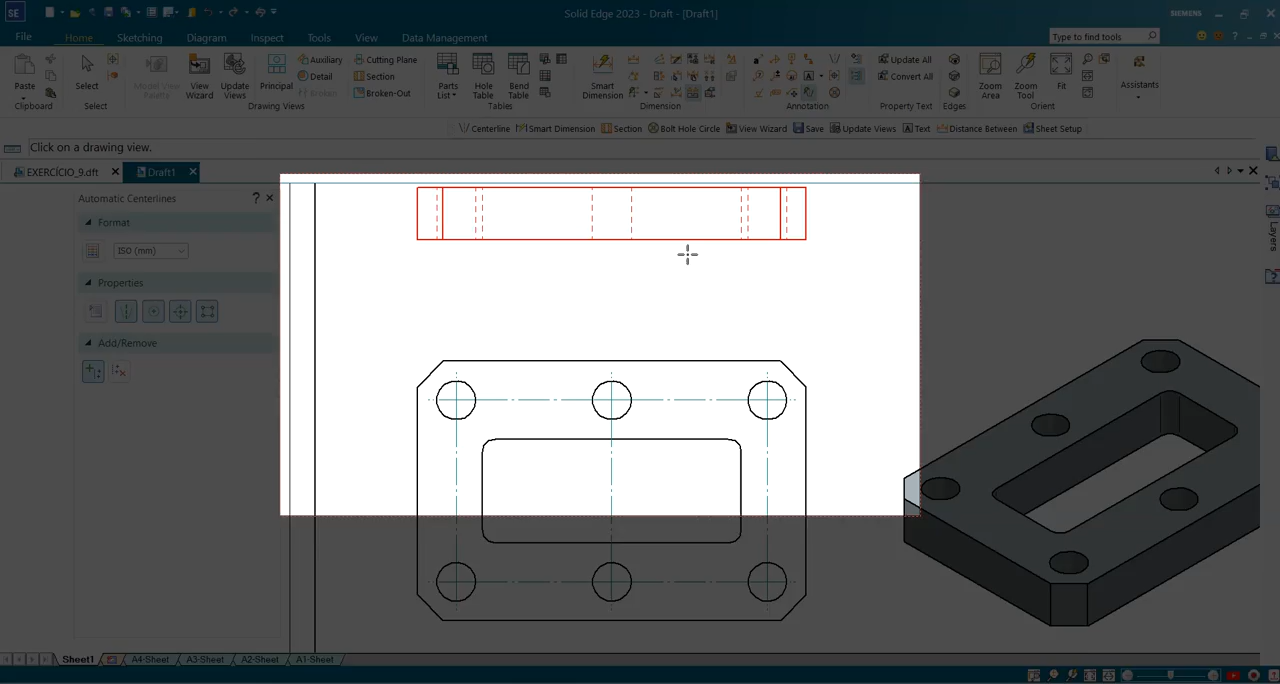 SE
Solid Edge 2023 - Draft - [Draft1]
SIEMENS
File Home Sketching Diagram Inspect Tools View Data Management
Type to find tools
Paste
Clipboard
Select
Select
Model View Palette
View Wizard
Update Views
Principal
Auxiliary
Detail
Broken
Cutting Plane
Section
Broken-Out
Drawing Views
Parts List
Hole Table
Bend Table
Tables
Smart Dimension
Dimension
Annotation
Update All
Convert All
Property Text
Edges
Zoom Area
Zoom Tool
Fit
Orient
Assistants
Centerline Smart Dimension Section Bolt Hole Circle View Wizard Save Update Views Text Distance Between Sheet Setup
Click on a drawing view.
EXERCÍCIO_9.dft
Draft1
Automatic Centerlines
Format
ISO (mm)
Properties
Add/Remove
Layers
Sheet1 A4-Sheet A3-Sheet A2-Sheet A1-Sheet